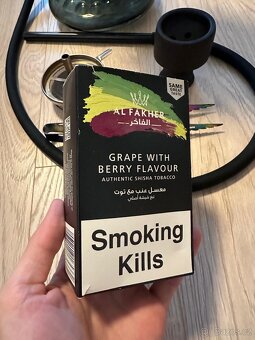 SAME
GREAT
TASTE
AL FAKHER
الفاخر
GRAPE WITH
BERRY FLAVOUR
AUTHENTIC SHISHA TOBACCO
معسل عنب مع توت
Smoking
Kills